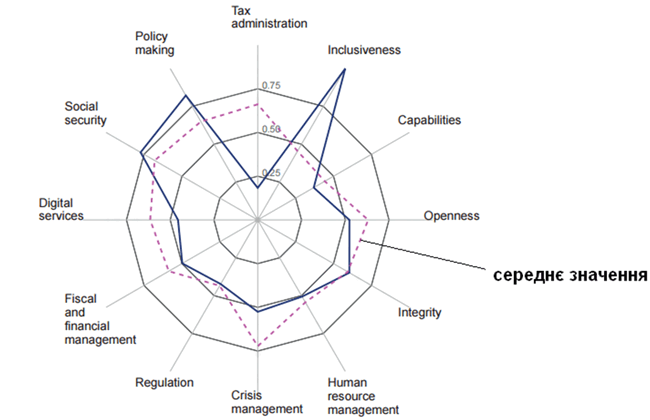 Tax
administration
Policy
making
Inclusiveness
0.75
Social
security
Capabilities
0.50
0.25
Digital
services
Openness
середнє значення
Fiscal
and
financial
management
Integrity
Regulation
Crisis
management
Human
resource
management